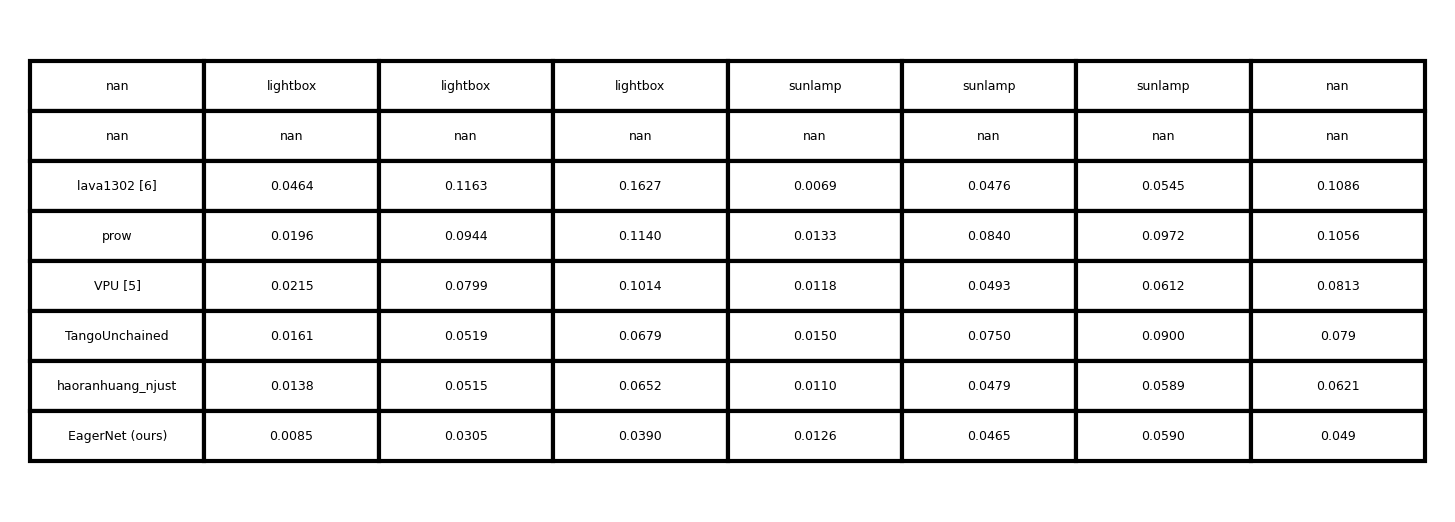 nan lightbox lightbox lightbox sunlamp sunlamp sunlamp nan
nan nan nan nan nan nan nan nan
lava1302 [6] 0.0464 0.1163 0.1627 0.0069 0.0476 0.0545 0.1086
prow 0.0196 0.0944 0.1140 0.0133 0.0840 0.0972 0.1056
VPU [5] 0.0215 0.0799 0.1014 0.0118 0.0493 0.0612 0.0813
TangoUnchained 0.0161 0.0519 0.0679 0.0150 0.0750 0.0900 0.079
haoranhuang_njust 0.0138 0.0515 0.0652 0.0110 0.0479 0.0589 0.0621
EagerNet (ours) 0.0085 0.0305 0.0390 0.0126 0.0465 0.0590 0.049